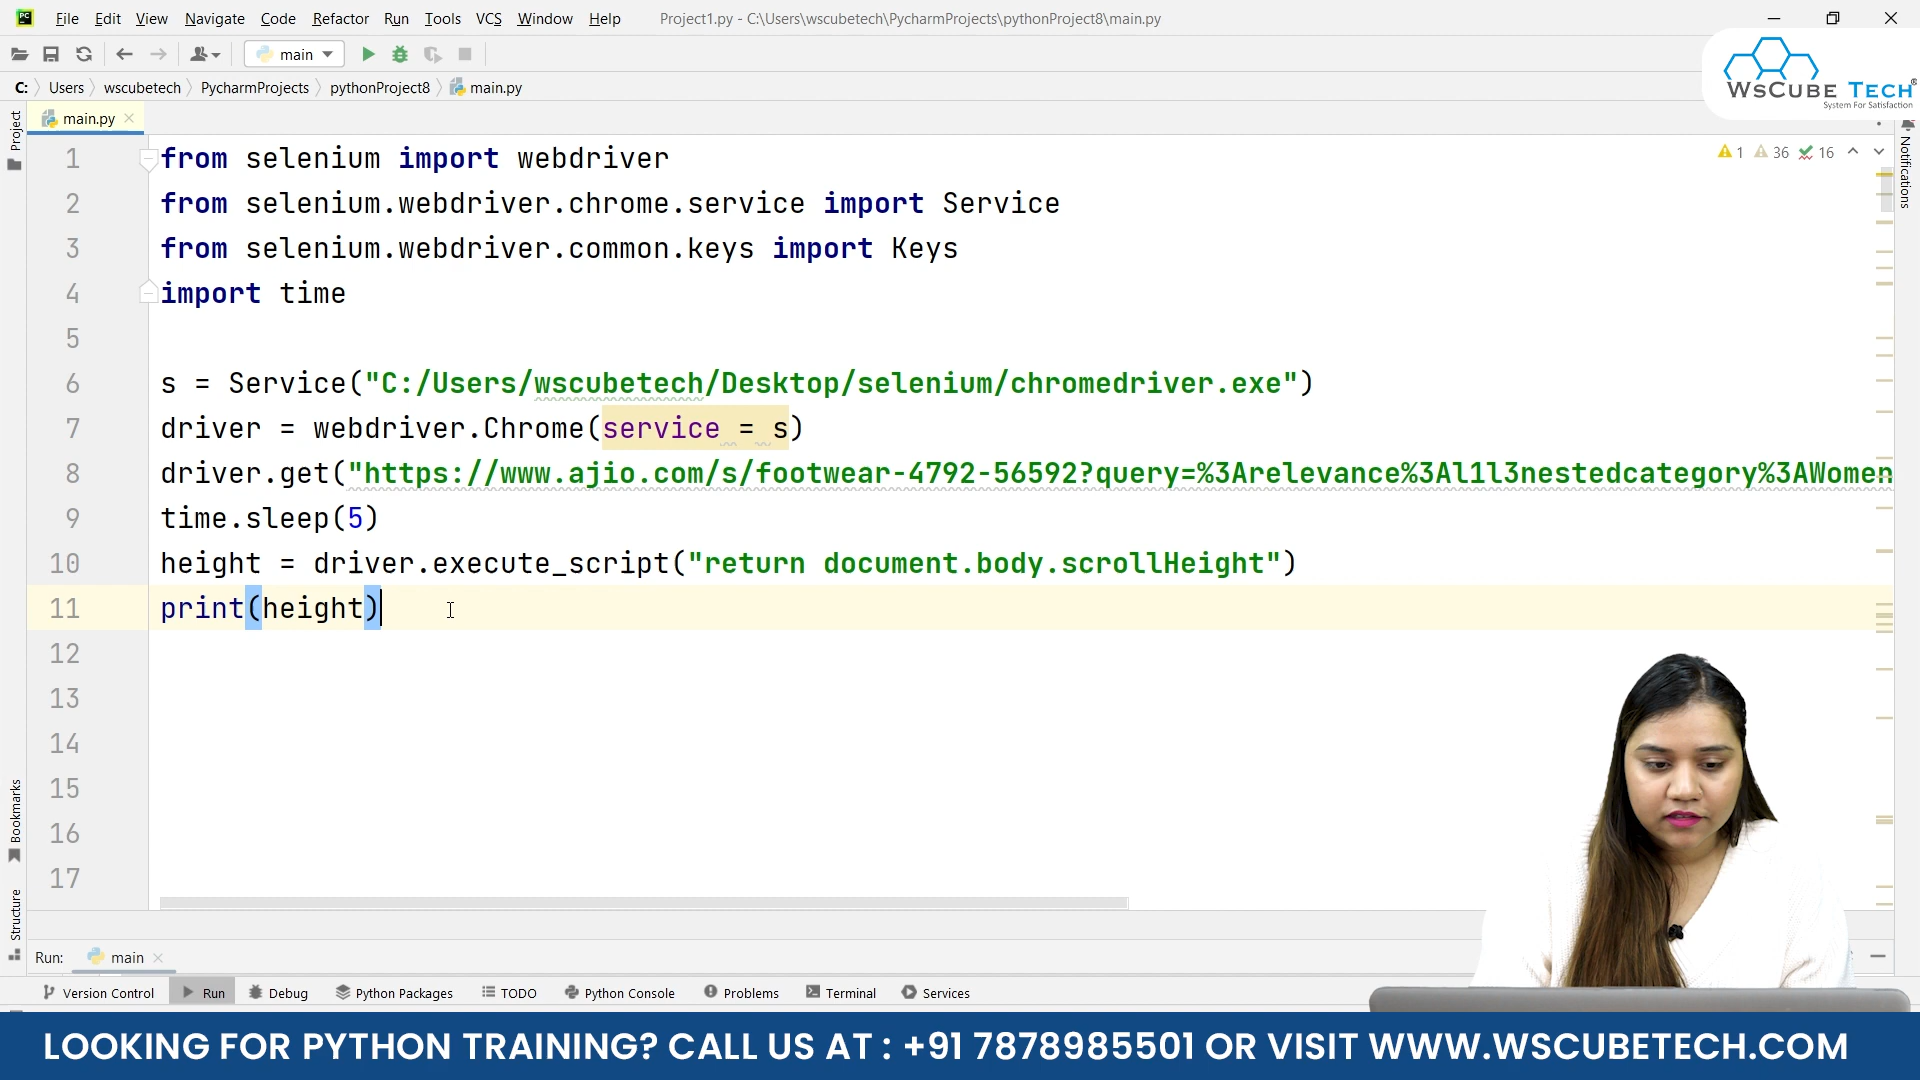 File Edit View Navigate Code Refactor Run Tools VCS Window Help Project1.py - C:\Users\wscubetech\PycharmProjects\pythonProject8\main.py
main
C: Users wscubetech PycharmProjects pythonProject8 main.py
WsCube Tech
System For Satisfaction
Project
main.py
Notifications
1 36 16
1 from selenium import webdriver
2 from selenium.webdriver.chrome.service import Service
3 from selenium.webdriver.common.keys import Keys
4 import time
5
6 s = Service("C:/Users/wscubetech/Desktop/selenium/chromedriver.exe")
7 driver = webdriver.Chrome(service = s)
8 driver.get("https://www.ajio.com/s/footwear-4792-56592?query=%3Arelevance%3Al1l3nestedcategory%3AWomen
9 time.sleep(5)
10 height = driver.execute_script("return document.body.scrollHeight")
11 print(height)
12
13
14
15
16
17
Bookmarks
Structure
Run: main
Version Control Run Debug Python Packages TODO Python Console Problems Terminal Services
LOOKING FOR PYTHON TRAINING? CALL US AT : +91 7878985501 OR VISIT WWW.WSCUBETECH.COM